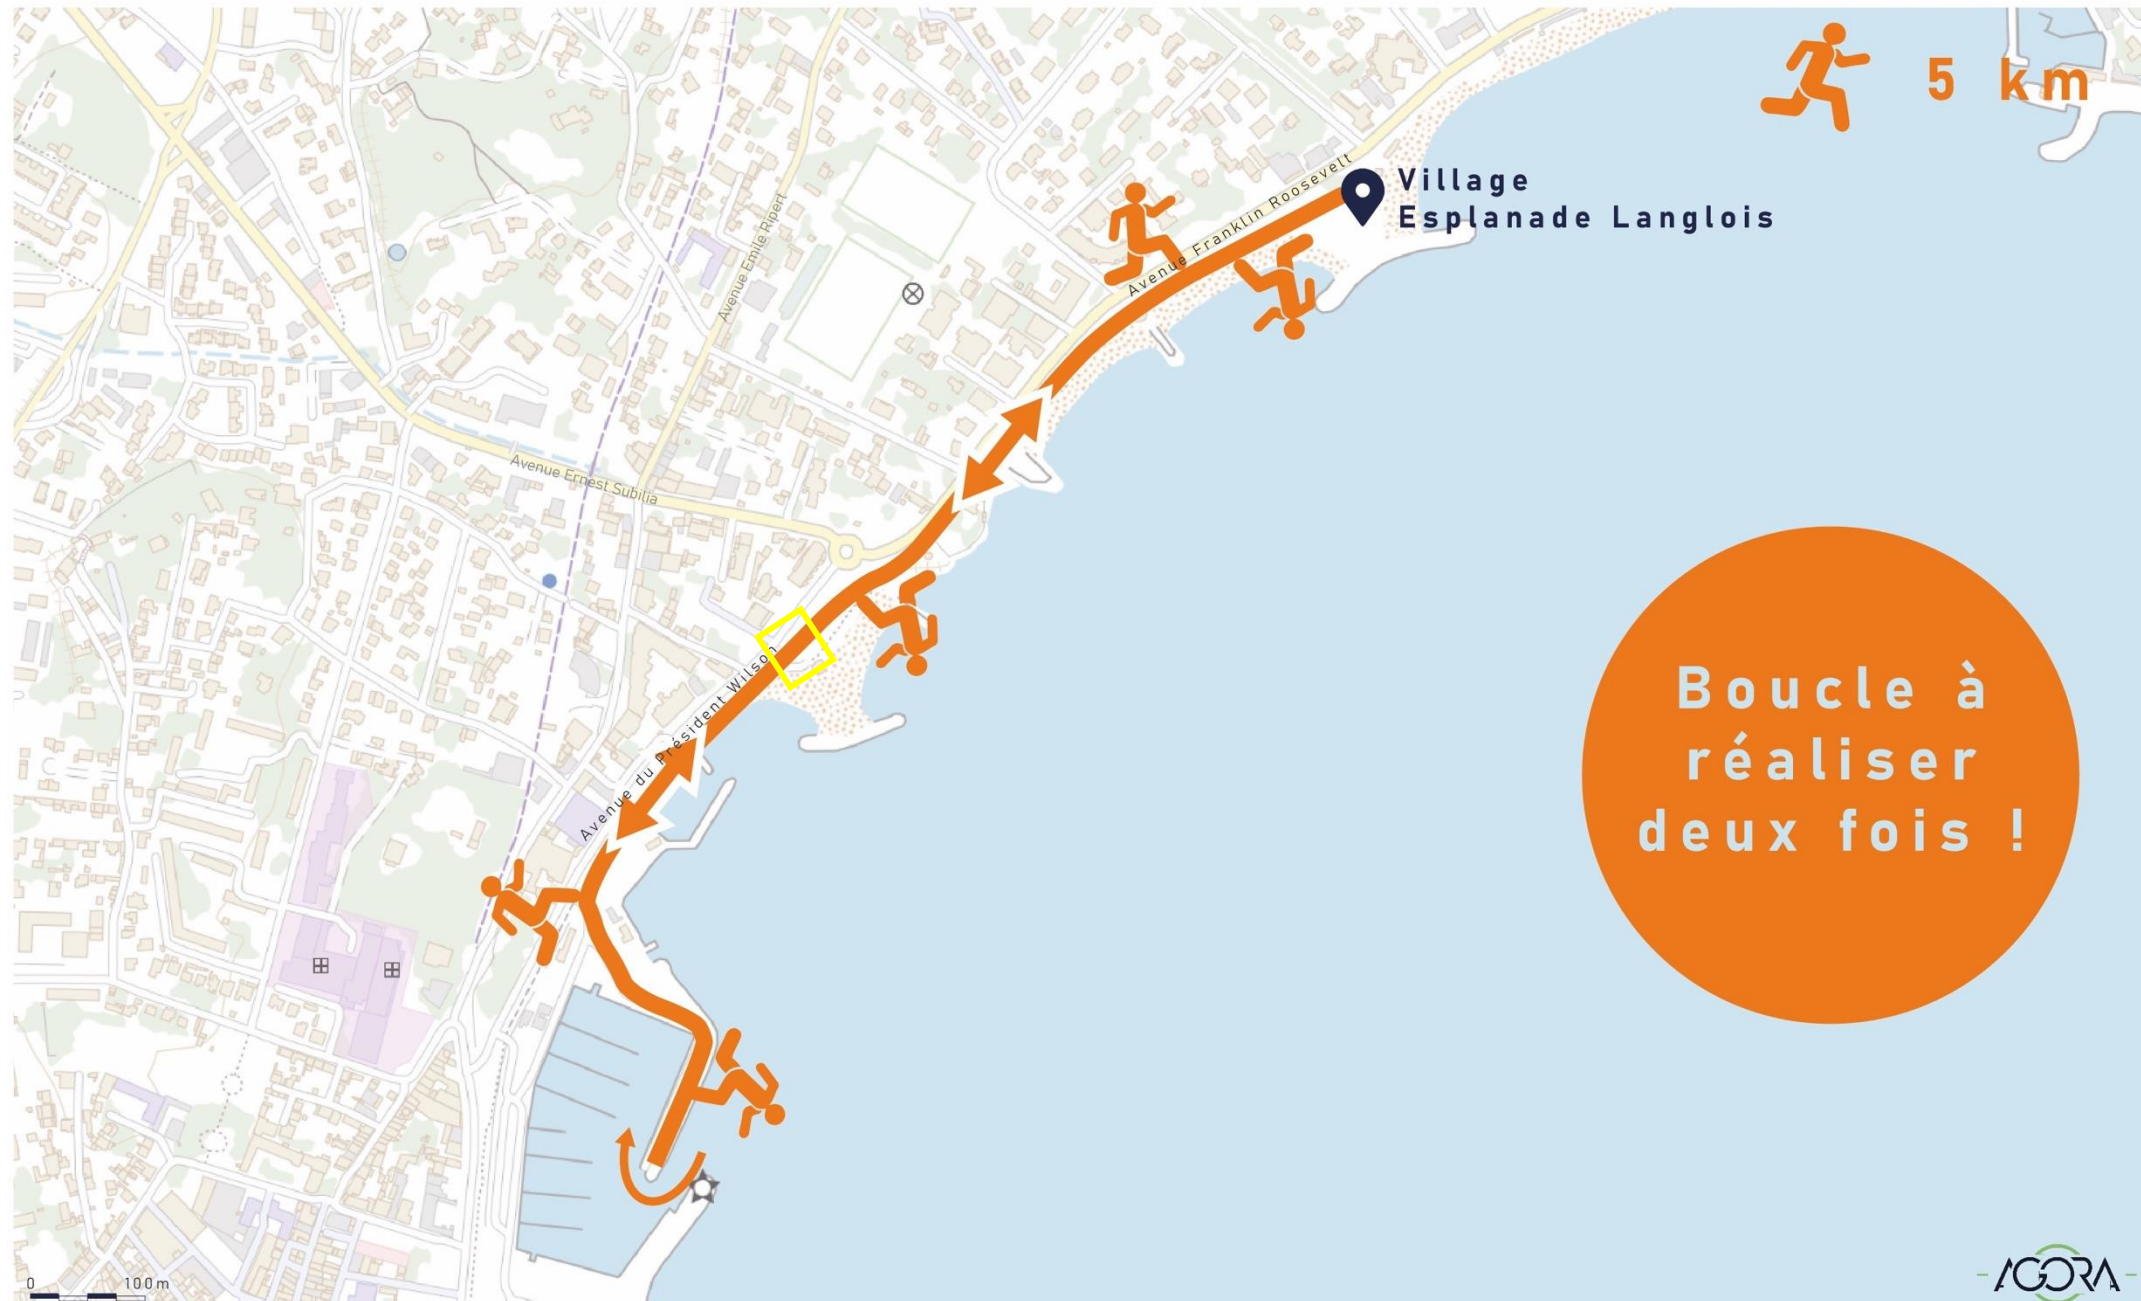 5 km
Avenue Franklin Roosevelt
Village
Esplanade Langlois
Avenue Emile Ripert
Avenue Ernest Subilia
Avenue du Président Wilson
Boucle à
réaliser
deux fois !
0 100 m
AGORA